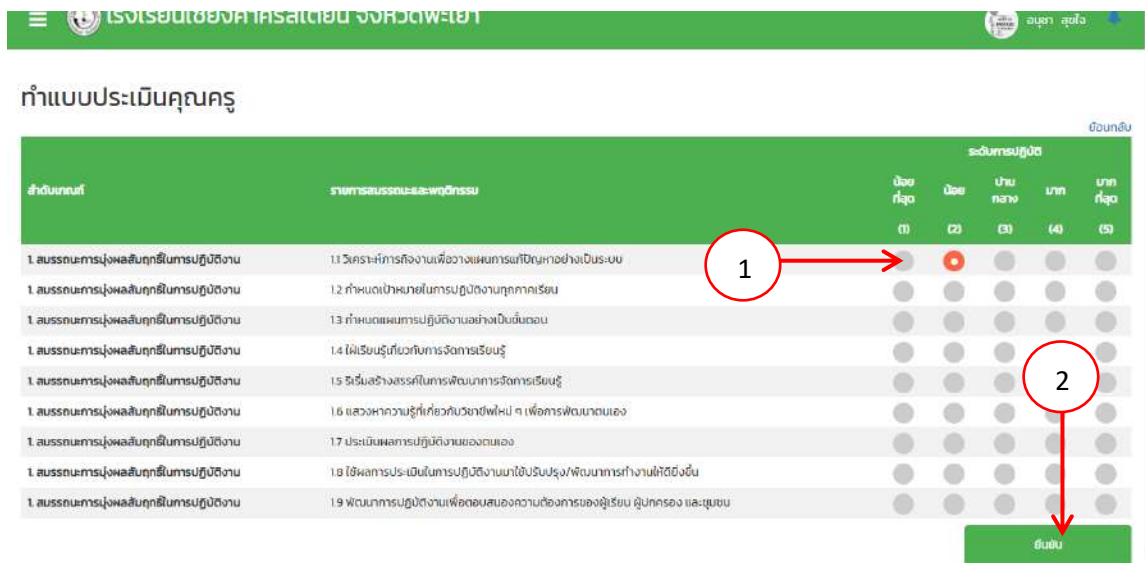 โรงเรียนเชียงคำคริสเตียน จังหวัดพะเยา
อนุชา สุขใจ
ทำแบบประเมินคุณครู
ย้อนกลับ
ระดับการปฏิบัติ
ลำดับเกณฑ์ รายการสมรรถนะและพฤติกรรม น้อยที่สุด น้อย ปานกลาง มาก มากที่สุด
(1) (2) (3) (4) (5)
1. สมรรถนะการมุ่งผลสัมฤทธิ์ในการปฏิบัติงาน 1.1 วิเคราะห์ภารกิจงานเพื่อวางแผนการแก้ปัญหาอย่างเป็นระบบ 1
1. สมรรถนะการมุ่งผลสัมฤทธิ์ในการปฏิบัติงาน 1.2 กำหนดเป้าหมายในการปฏิบัติงานทุกภาคเรียน
1. สมรรถนะการมุ่งผลสัมฤทธิ์ในการปฏิบัติงาน 1.3 กำหนดแผนการปฏิบัติงานอย่างเป็นขั้นตอน
1. สมรรถนะการมุ่งผลสัมฤทธิ์ในการปฏิบัติงาน 1.4 ใฝ่เรียนรู้เกี่ยวกับการจัดการเรียนรู้
1. สมรรถนะการมุ่งผลสัมฤทธิ์ในการปฏิบัติงาน 1.5 ริเริ่มสร้างสรรค์ในการพัฒนาการจัดการเรียนรู้ 2
1. สมรรถนะการมุ่งผลสัมฤทธิ์ในการปฏิบัติงาน 1.6 แสวงหาความรู้ที่เกี่ยวกับวิชาชีพใหม่ ๆ เพื่อการพัฒนาตนเอง
1. สมรรถนะการมุ่งผลสัมฤทธิ์ในการปฏิบัติงาน 1.7 ประเมินผลการปฏิบัติงานของตนเอง
1. สมรรถนะการมุ่งผลสัมฤทธิ์ในการปฏิบัติงาน 1.8 ใช้ผลการประเมินในการปฏิบัติงานมาใช้ปรับปรุง/พัฒนาการทำงานให้ดียิ่งขึ้น
1. สมรรถนะการมุ่งผลสัมฤทธิ์ในการปฏิบัติงาน 1.9 พัฒนาการปฏิบัติงานเพื่อตอบสนองความต้องการของผู้เรียน ผู้ปกครอง และชุมชน
ยืนยัน